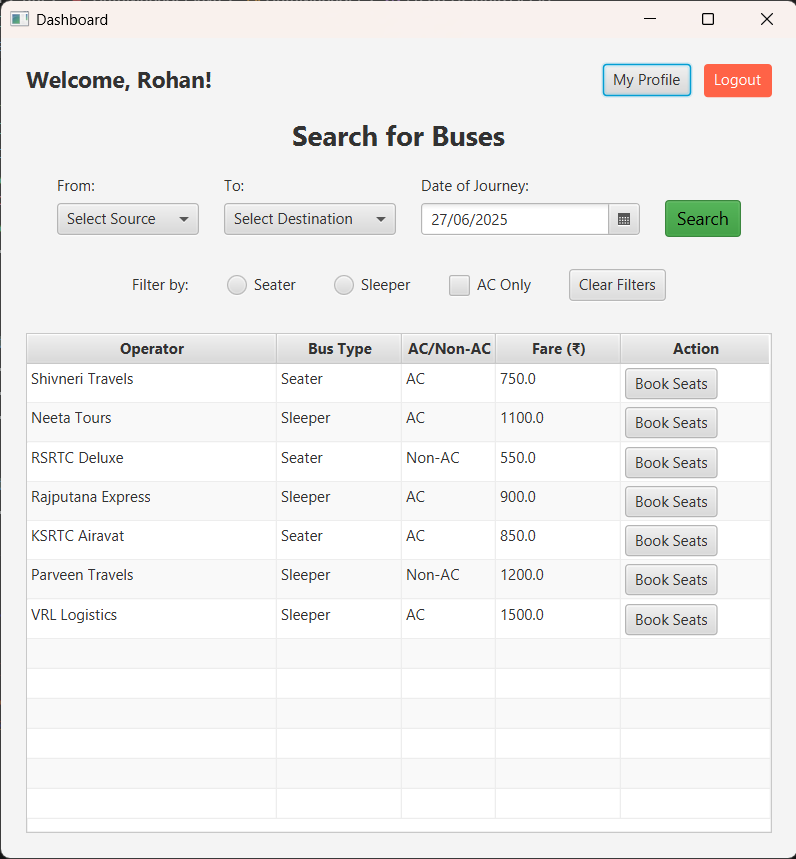 Dashboard
Welcome, Rohan!
My Profile
Logout
Search for Buses
From:
To:
Date of Journey:
Select Source
Select Destination
27/06/2025
Search
Filter by:
Seater
Sleeper
AC Only
Clear Filters
Operator Bus Type AC/Non-AC Fare (₹) Action
Shivneri Travels Seater AC 750.0 Book Seats
Neeta Tours Sleeper AC 1100.0 Book Seats
RSRTC Deluxe Seater Non-AC 550.0 Book Seats
Rajputana Express Sleeper AC 900.0 Book Seats
KSRTC Airavat Seater AC 850.0 Book Seats
Parveen Travels Sleeper Non-AC 1200.0 Book Seats
VRL Logistics Sleeper AC 1500.0 Book Seats